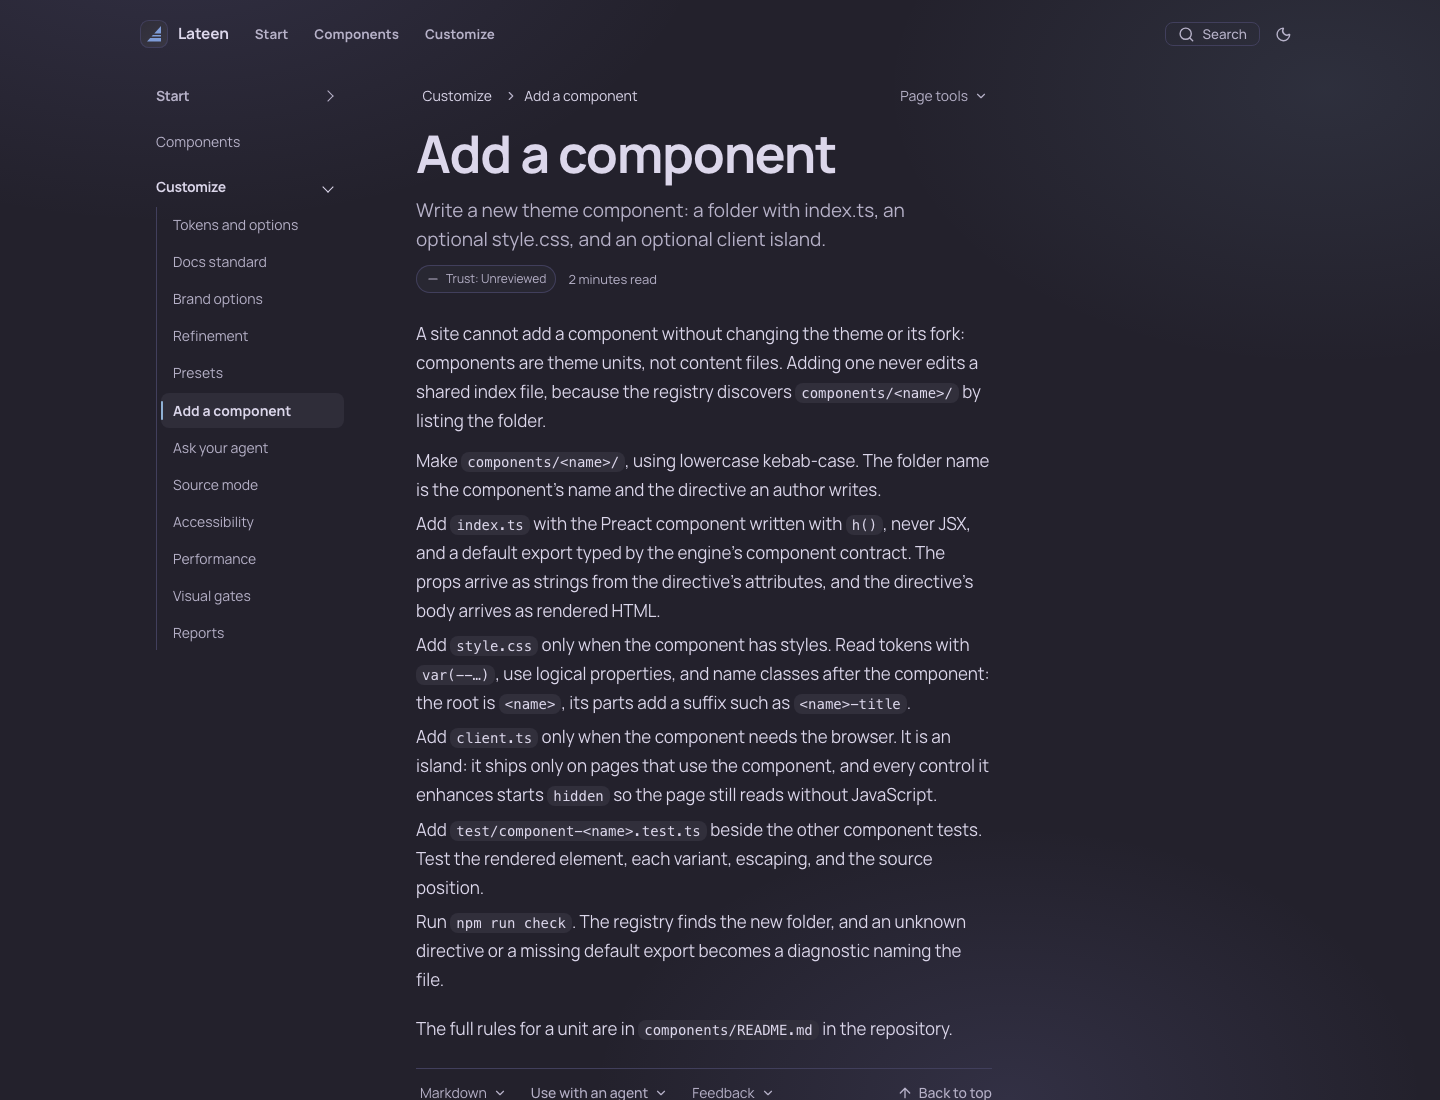 Lateen
Start
Components
Customize
Search
Start
Components
Customize
Tokens and options
Docs standard
Brand options
Refinement
Presets
Add a component
Ask your agent
Source mode
Accessibility
Performance
Visual gates
Reports
Customize
Add a component
Page tools
Add a component
Write a new theme component: a folder with index.ts, an
optional style.css, and an optional client island.
Trust: Unreviewed
2 minutes read
A site cannot add a component without changing the theme or its fork:
components are theme units, not content files. Adding one never edits a
shared index file, because the registry discovers components/<name>/ by
listing the folder.
Make components/<name>/, using lowercase kebab-case. The folder name
is the component’s name and the directive an author writes.
Add index.ts with the Preact component written with h(), never JSX,
and a default export typed by the engine’s component contract. The
props arrive as strings from the directive’s attributes, and the directive’s
body arrives as rendered HTML.
Add style.css only when the component has styles. Read tokens with
var(--…), use logical properties, and name classes after the component:
the root is <name>, its parts add a suffix such as <name>-title.
Add client.ts only when the component needs the browser. It is an
island: it ships only on pages that use the component, and every control it
enhances starts hidden so the page still reads without JavaScript.
Add test/component-<name>.test.ts beside the other component tests.
Test the rendered element, each variant, escaping, and the source
position.
Run npm run check. The registry finds the new folder, and an unknown
directive or a missing default export becomes a diagnostic naming the
file.
The full rules for a unit are in components/README.md in the repository.
Markdown
Use with an agent
Feedback
Back to top